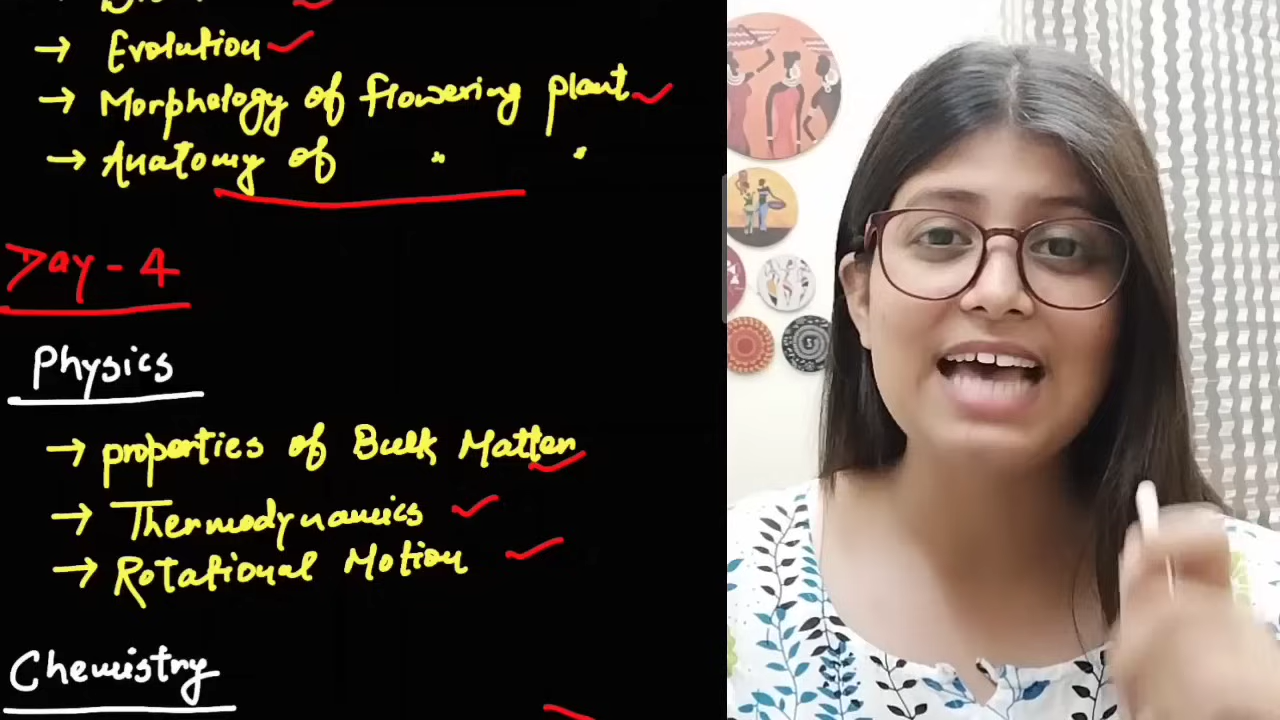 → Evolution ✓
→ Morphology of flowering plant ✓
→ Anatomy of " "
Day - 4
Physics
→ properties of Bulk Matter ✓
→ Thermodynamics ✓
→ Rotational Motion ✓
Chemistry